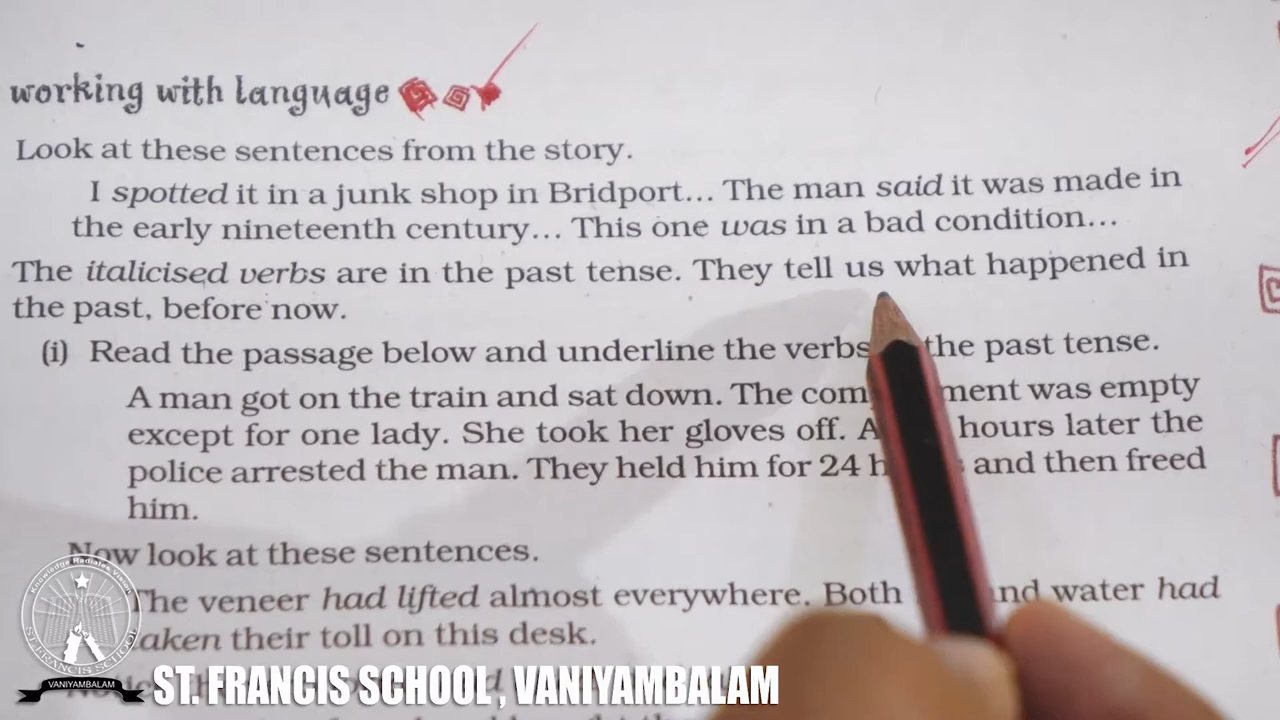 working with language
Look at these sentences from the story.
I spotted it in a junk shop in Bridport... The man said it was made in
the early nineteenth century... This one was in a bad condition...
The italicised verbs are in the past tense. They tell us what happened in
the past, before now.
(i) Read the passage below and underline the verbs the past tense.
A man got on the train and sat down. The com ment was empty
except for one lady. She took her gloves off. A hours later the
police arrested the man. They held him for 24 h and then freed
him.
Now look at these sentences.
The veneer had lifted almost everywhere. Both nd water had
aken their toll on this desk.
Knowledge Radiates Vision
ST. FRANCIS SCHOOL
VANIYAMBALAM
ST. FRANCIS SCHOOL, VANIYAMBALAM